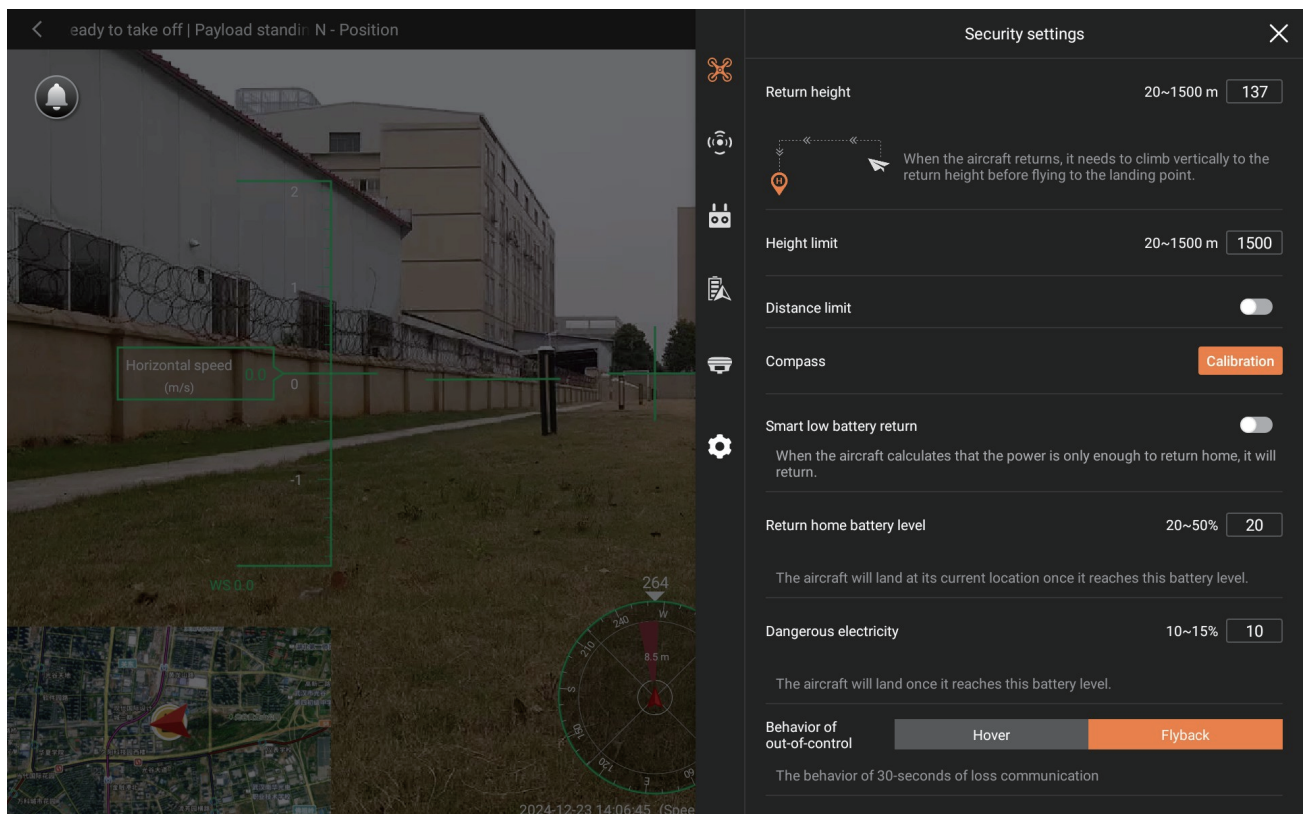 eady to take off | Payload standin N - Position
Security settings
Return height
20~1500 m
137
H
When the aircraft returns, it needs to climb vertically to the
return height before flying to the landing point.
Height limit
20~1500 m
1500
Distance limit
Compass
Calibration
Smart low battery return
When the aircraft calculates that the power is only enough to return home, it will
return.
Return home battery level
20~50%
20
The aircraft will land at its current location once it reaches this battery level.
Dangerous electricity
10~15%
10
The aircraft will land once it reaches this battery level.
Behavior of
out-of-control
Hover
Flyback
The behavior of 30-seconds of loss communication
2
1
Horizontal speed
(m/s)
0.0
0
-1
WS 0.0
264
240
W
210
8.5 m
S
150
120
E
2024-12-23 14:06:45 (Spee